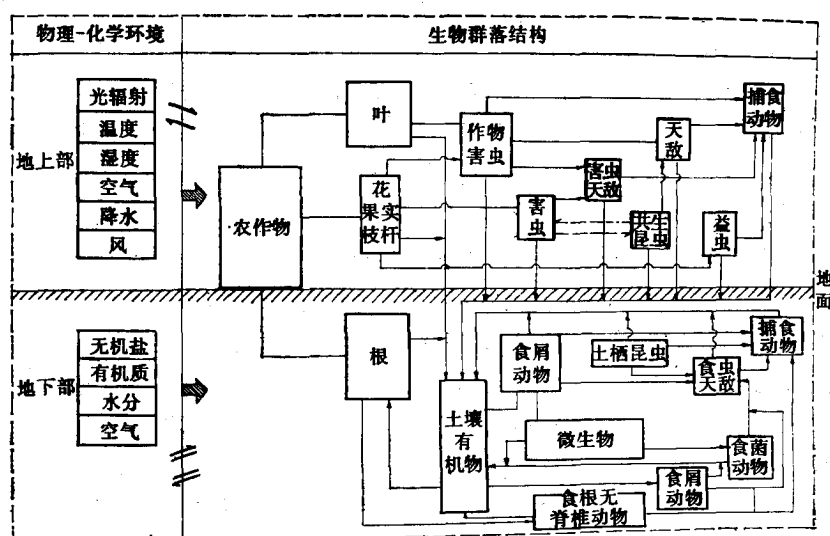 物理-化学环境
生物群落结构
地上部
光辐射
温度
湿度
空气
降水
风
农作物
叶
花
果实
枝杆
作物
害虫
害虫
害虫
天敌
天敌
共生
昆虫
益
虫
捕食
动物
地
面
地下部
无机盐
有机质
水分
空气
根
土壤
有
机物
食屑
动物
土栖昆虫
食虫
天敌
捕食
动物
微生物
食菌
动物
食屑
动物
食根无
脊椎动物